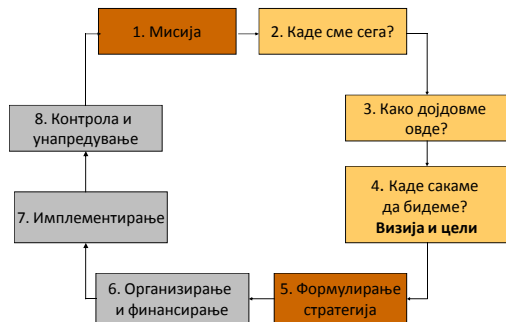 1. Мисија
2. Каде сме сега?
3. Како дојдовме
овде?
4. Каде сакаме
да бидеме?
Визија и цели
5. Формулирање
стратегија
6. Организирање
и финансирање
7. Имплементирање
8. Контрола и
унапредување